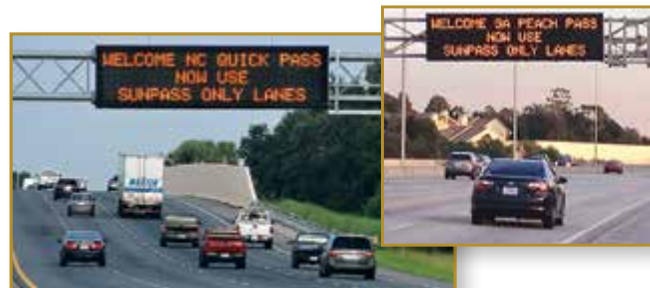 WELCOME NC QUICK PASS
NOW USE
SUNPASS ONLY LANES
WELCOME GA PEACH PASS
NOW USE
SUNPASS ONLY LANES